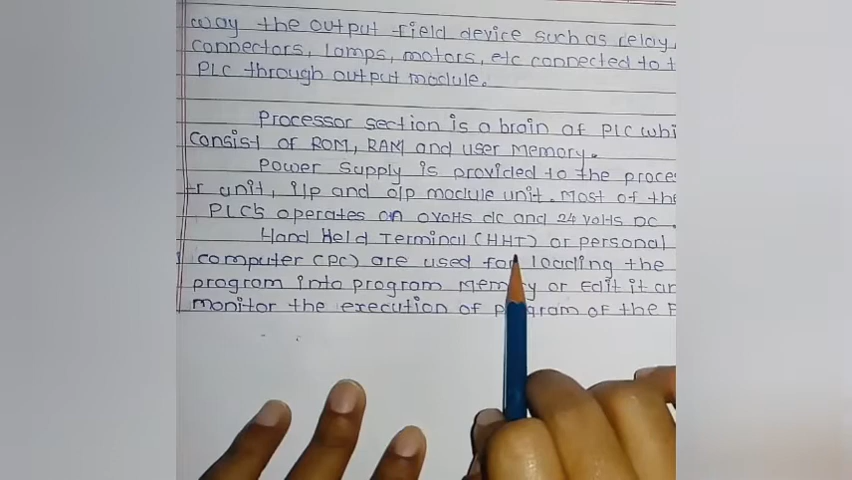 way the output field device such as relay,
connectors, lamps, motors, etc connected to t
PLC through output module.
Processor section is a brain of PLC whi
consist of ROM, RAM and user Memory.
Power supply is provided to the proces
r unit, i/p and o/p module unit. Most of the
PLC's operates on 0 volts dc and 24 volts DC.
Hand Held Terminal (HHT) or personal
computer (PC) are used for loading the
program into program Memory or Edit it an
monitor the execution of program of the P